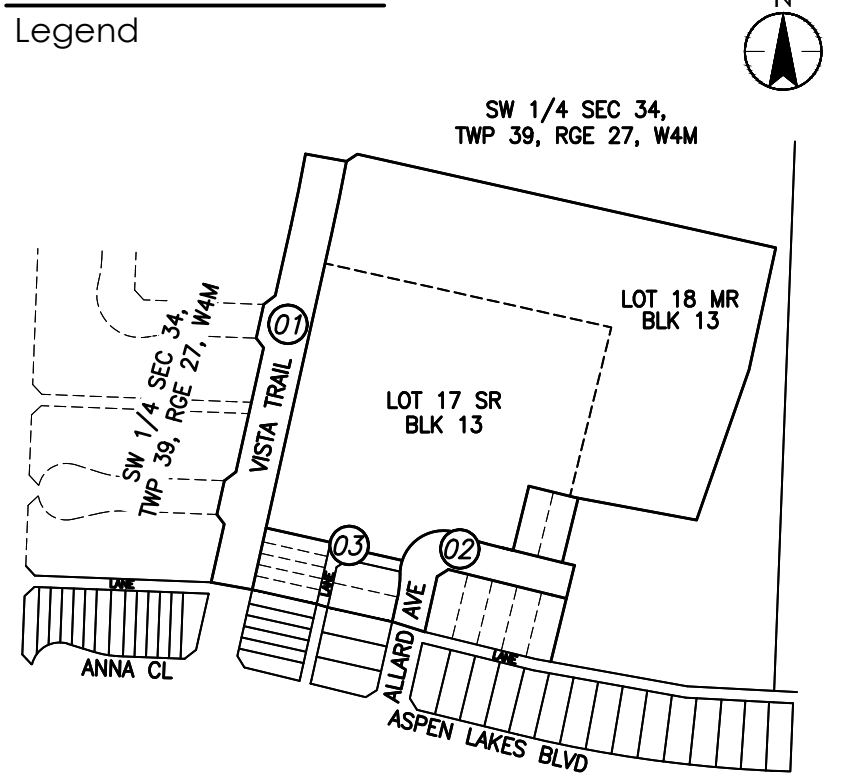 Legend
N
SW 1/4 SEC 34,
TWP 39, RGE 27, W4M
LOT 18 MR
BLK 13
01
SW 1/4 SEC 34,
TWP 39, RGE 27, W4M
VISTA TRAIL
LOT 17 SR
BLK 13
03
02
LANE
LANE
ALLARD AVE
LANE
ANNA CL
ASPEN LAKES BLVD